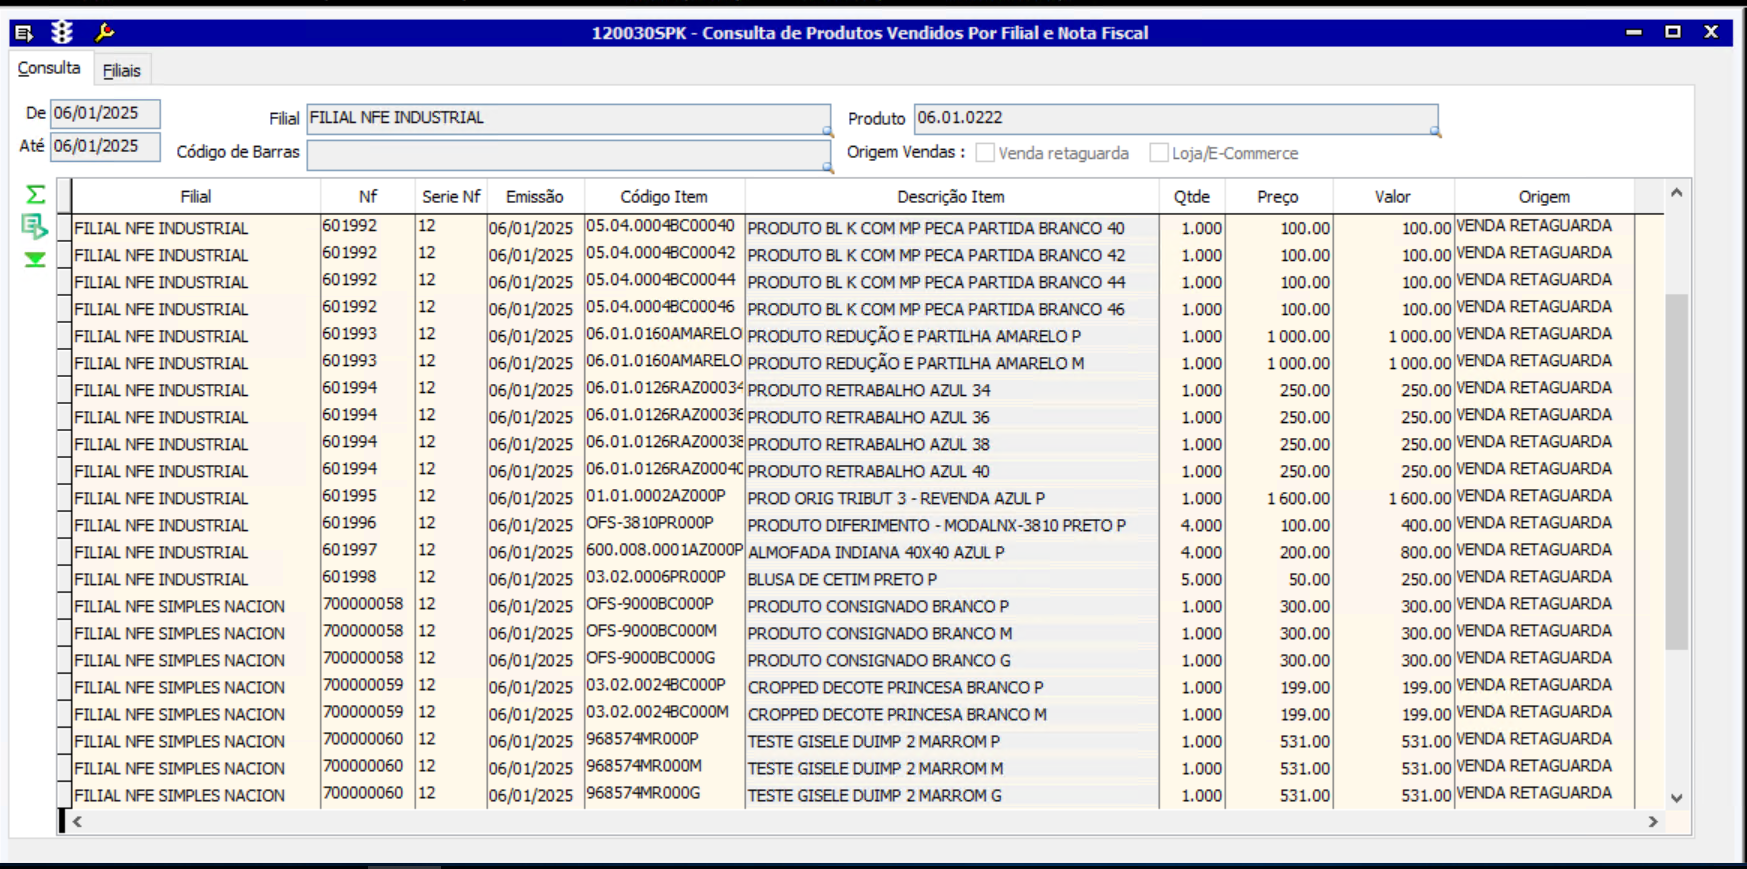 120030SPK - Consulta de Produtos Vendidos Por Filial e Nota Fiscal
Consulta Filiais
De 06/01/2025 Filial FILIAL NFE INDUSTRIAL Produto 06.01.0222
Até 06/01/2025 Código de Barras Origem Vendas : Venda retaguarda Loja/E-Commerce
Filial Nf Serie Nf Emissão Código Item Descrição Item Qtde Preço Valor Origem
FILIAL NFE INDUSTRIAL 601992 12 06/01/2025 05.04.0004BC00040 PRODUTO BL K COM MP PECA PARTIDA BRANCO 40 1.000 100.00 100.00 VENDA RETAGUARDA
FILIAL NFE INDUSTRIAL 601992 12 06/01/2025 05.04.0004BC00042 PRODUTO BL K COM MP PECA PARTIDA BRANCO 42 1.000 100.00 100.00 VENDA RETAGUARDA
FILIAL NFE INDUSTRIAL 601992 12 06/01/2025 05.04.0004BC00044 PRODUTO BL K COM MP PECA PARTIDA BRANCO 44 1.000 100.00 100.00 VENDA RETAGUARDA
FILIAL NFE INDUSTRIAL 601992 12 06/01/2025 05.04.0004BC00046 PRODUTO BL K COM MP PECA PARTIDA BRANCO 46 1.000 100.00 100.00 VENDA RETAGUARDA
FILIAL NFE INDUSTRIAL 601993 12 06/01/2025 06.01.0160AMARELO PRODUTO REDUÇÃO E PARTILHA AMARELO P 1.000 1 000.00 1 000.00 VENDA RETAGUARDA
FILIAL NFE INDUSTRIAL 601993 12 06/01/2025 06.01.0160AMARELO PRODUTO REDUÇÃO E PARTILHA AMARELO M 1.000 1 000.00 1 000.00 VENDA RETAGUARDA
FILIAL NFE INDUSTRIAL 601994 12 06/01/2025 06.01.0126RAZ00034 PRODUTO RETRABALHO AZUL 34 1.000 250.00 250.00 VENDA RETAGUARDA
FILIAL NFE INDUSTRIAL 601994 12 06/01/2025 06.01.0126RAZ00036 PRODUTO RETRABALHO AZUL 36 1.000 250.00 250.00 VENDA RETAGUARDA
FILIAL NFE INDUSTRIAL 601994 12 06/01/2025 06.01.0126RAZ00038 PRODUTO RETRABALHO AZUL 38 1.000 250.00 250.00 VENDA RETAGUARDA
FILIAL NFE INDUSTRIAL 601994 12 06/01/2025 06.01.0126RAZ00040 PRODUTO RETRABALHO AZUL 40 1.000 250.00 250.00 VENDA RETAGUARDA
FILIAL NFE INDUSTRIAL 601995 12 06/01/2025 01.01.0002AZ000P PROD ORIG TRIBUT 3 - REVENDA AZUL P 1.000 1 600.00 1 600.00 VENDA RETAGUARDA
FILIAL NFE INDUSTRIAL 601996 12 06/01/2025 OFS-3810PR000P PRODUTO DIFERIMENTO - MODALNX-3810 PRETO P 4.000 100.00 400.00 VENDA RETAGUARDA
FILIAL NFE INDUSTRIAL 601997 12 06/01/2025 600.008.0001AZ000P ALMOFADA INDIANA 40X40 AZUL P 4.000 200.00 800.00 VENDA RETAGUARDA
FILIAL NFE INDUSTRIAL 601998 12 06/01/2025 03.02.0006PR000P BLUSA DE CETIM PRETO P 5.000 50.00 250.00 VENDA RETAGUARDA
FILIAL NFE SIMPLES NACION 700000058 12 06/01/2025 OFS-9000BC000P PRODUTO CONSIGNADO BRANCO P 1.000 300.00 300.00 VENDA RETAGUARDA
FILIAL NFE SIMPLES NACION 700000058 12 06/01/2025 OFS-9000BC000M PRODUTO CONSIGNADO BRANCO M 1.000 300.00 300.00 VENDA RETAGUARDA
FILIAL NFE SIMPLES NACION 700000058 12 06/01/2025 OFS-9000BC000G PRODUTO CONSIGNADO BRANCO G 1.000 300.00 300.00 VENDA RETAGUARDA
FILIAL NFE SIMPLES NACION 700000059 12 06/01/2025 03.02.0024BC000P CROPPED DECOTE PRINCESA BRANCO P 1.000 199.00 199.00 VENDA RETAGUARDA
FILIAL NFE SIMPLES NACION 700000059 12 06/01/2025 03.02.0024BC000M CROPPED DECOTE PRINCESA BRANCO M 1.000 199.00 199.00 VENDA RETAGUARDA
FILIAL NFE SIMPLES NACION 700000060 12 06/01/2025 968574MR000P TESTE GISELE DUIMP 2 MARROM P 1.000 531.00 531.00 VENDA RETAGUARDA
FILIAL NFE SIMPLES NACION 700000060 12 06/01/2025 968574MR000M TESTE GISELE DUIMP 2 MARROM M 1.000 531.00 531.00 VENDA RETAGUARDA
FILIAL NFE SIMPLES NACION 700000060 12 06/01/2025 968574MR000G TESTE GISELE DUIMP 2 MARROM G 1.000 531.00 531.00 VENDA RETAGUARDA